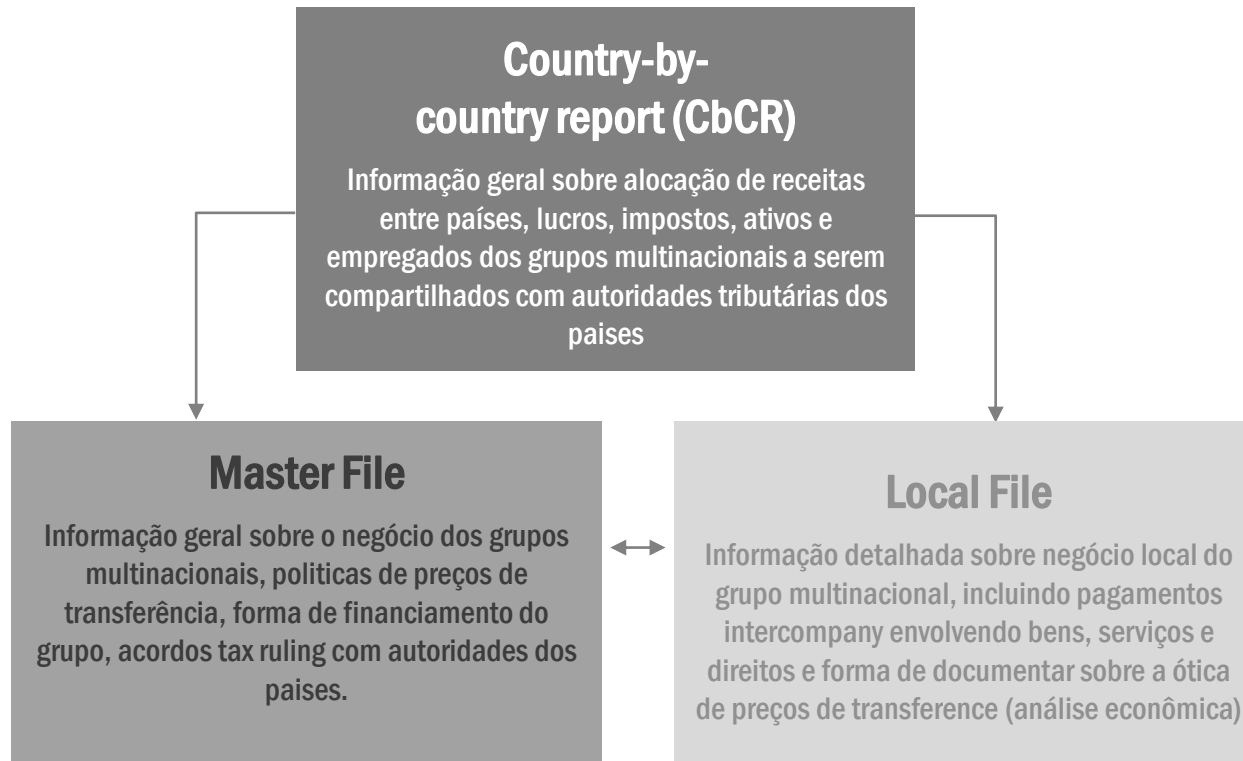 Country-by-
country report (CbCR)
Informação geral sobre alocação de receitas
entre países, lucros, impostos, ativos e
empregados dos grupos multinacionais a serem
compartilhados com autoridades tributárias dos
paises
Master File
Informação geral sobre o negócio dos grupos
multinacionais, politicas de preços de
transferência, forma de financiamento do
grupo, acordos tax ruling com autoridades dos
paises.
Local File
Informação detalhada sobre negócio local do
grupo multinacional, incluindo pagamentos
intercompany envolvendo bens, serviços e
direitos e forma de documentar sobre a ótica
de preços de transference (análise econômica)